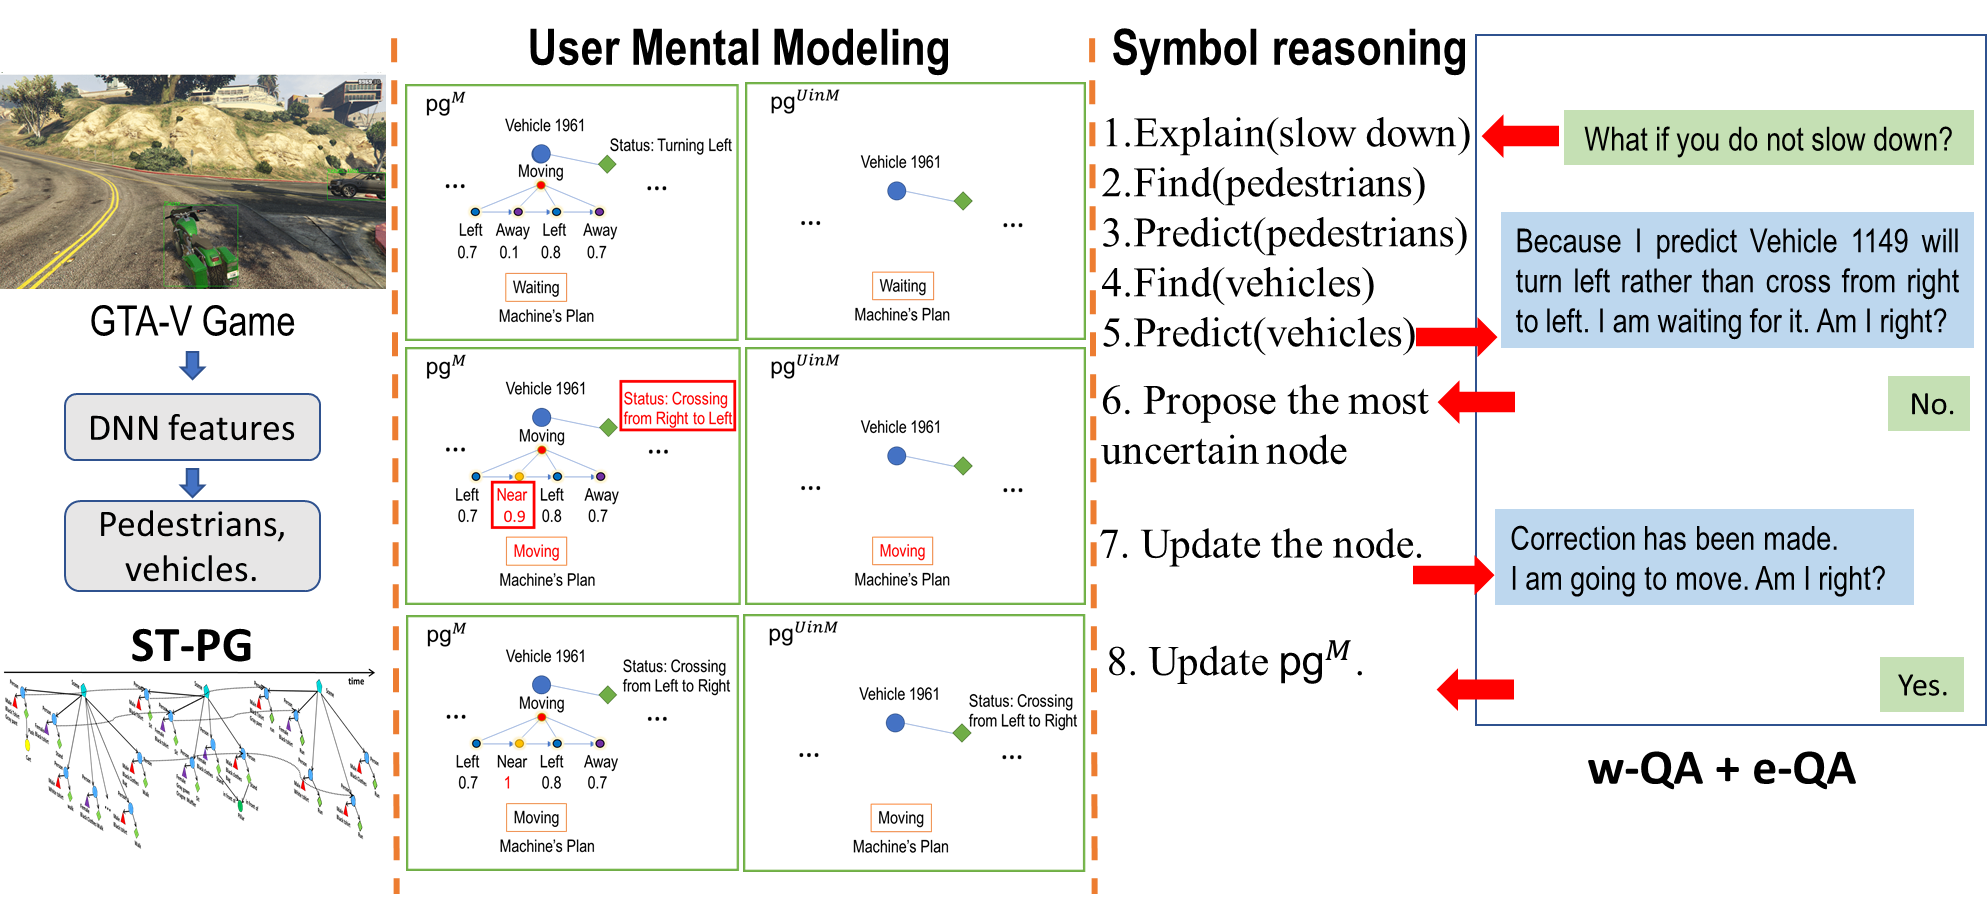 User Mental Modeling
Symbol reasoning
GTA-V Game
DNN features
Pedestrians,
vehicles.
ST-PG
time
pg^M
Vehicle 1961
Status: Turning Left
Moving
...
...
Left Away Left Away
0.7 0.1 0.8 0.7
Waiting
Machine's Plan
pg^UinM
Vehicle 1961
...
...
Waiting
Machine's Plan
pg^M
Vehicle 1961
Status: Crossing
from Right to Left
Moving
...
...
Left Near Left Away
0.7 0.9 0.8 0.7
Moving
Machine's Plan
pg^UinM
Vehicle 1961
...
...
Moving
Machine's Plan
pg^M
Vehicle 1961
Status: Crossing
from Left to Right
Moving
...
...
Left Near Left Away
0.7 1 0.8 0.7
Moving
Machine's Plan
pg^UinM
Vehicle 1961
Status: Crossing
from Left to Right
...
...
Moving
Machine's Plan
1.Explain(slow down)
2.Find(pedestrians)
3.Predict(pedestrians)
4.Find(vehicles)
5.Predict(vehicles)
6. Propose the most
uncertain node
7. Update the node.
8. Update pg^M.
What if you do not slow down?
Because I predict Vehicle 1149 will
turn left rather than cross from right
to left. I am waiting for it. Am I right?
No.
Correction has been made.
I am going to move. Am I right?
Yes.
w-QA + e-QA